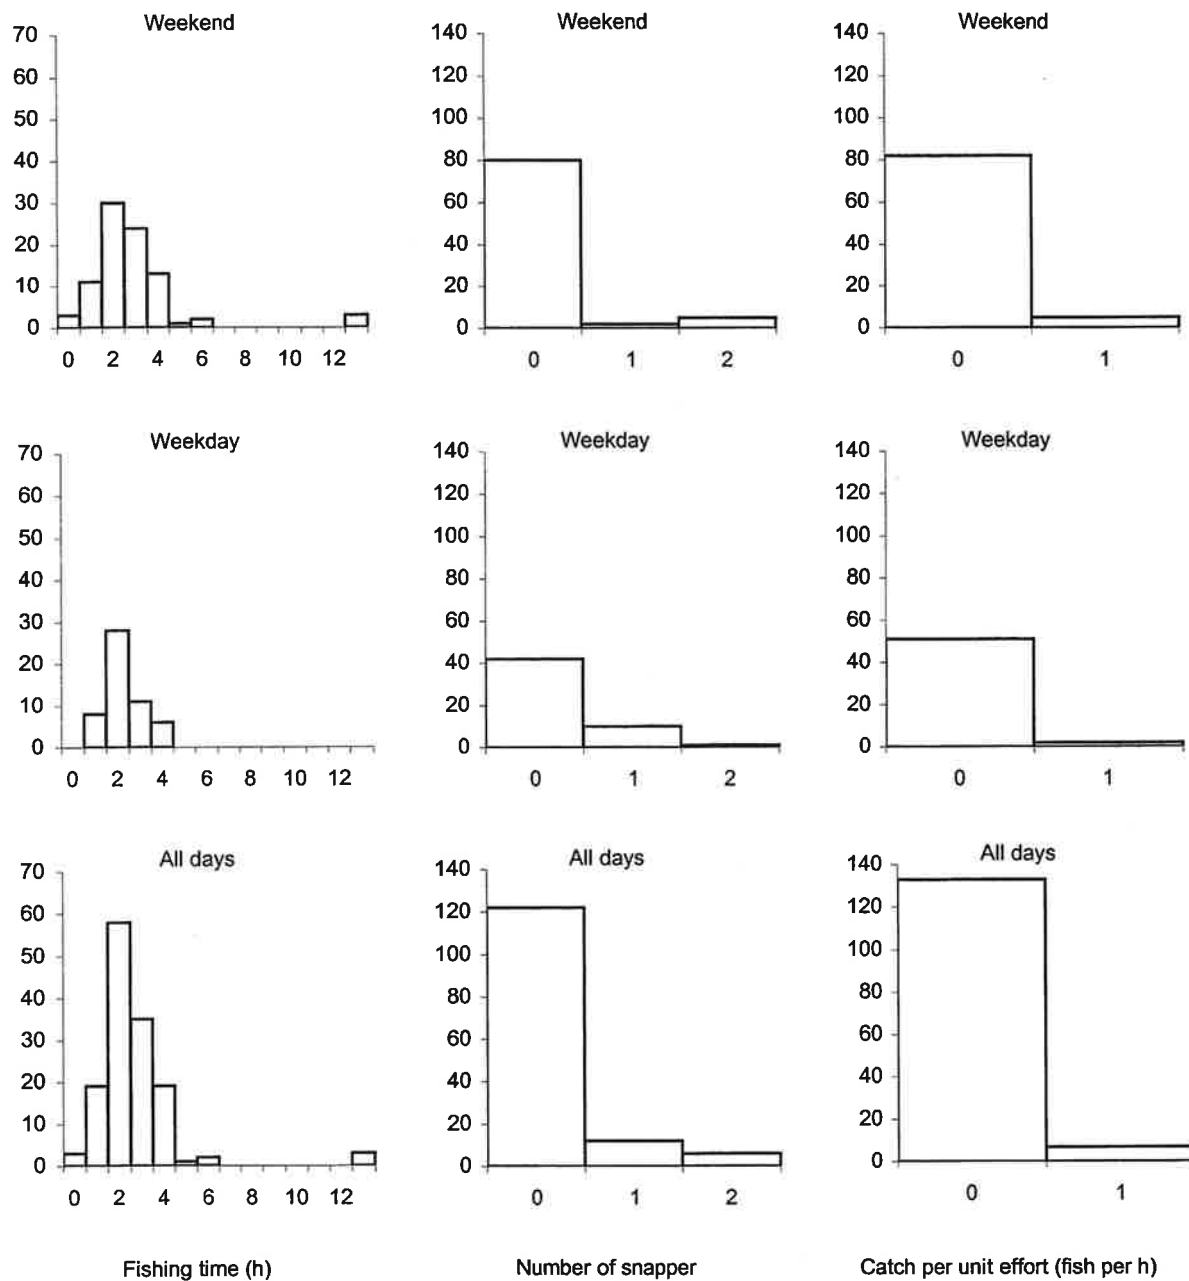 Weekend Weekend Weekend
70 140 140
60 120 120
50 100 100
40 80 80
30 60 60
20 40 40
10 20 20
0 0 0
0 2 4 6 8 10 12 0 1 2 0 1
Weekday Weekday Weekday
70 140 140
60 120 120
50 100 100
40 80 80
30 60 60
20 40 40
10 20 20
0 0 0
0 2 4 6 8 10 12 0 1 2 0 1
All days All days All days
70 140 140
60 120 120
50 100 100
40 80 80
30 60 60
20 40 40
10 20 20
0 0 0
0 2 4 6 8 10 12 0 1 2 0 1
Fishing time (h) Number of snapper Catch per unit effort (fish per h)